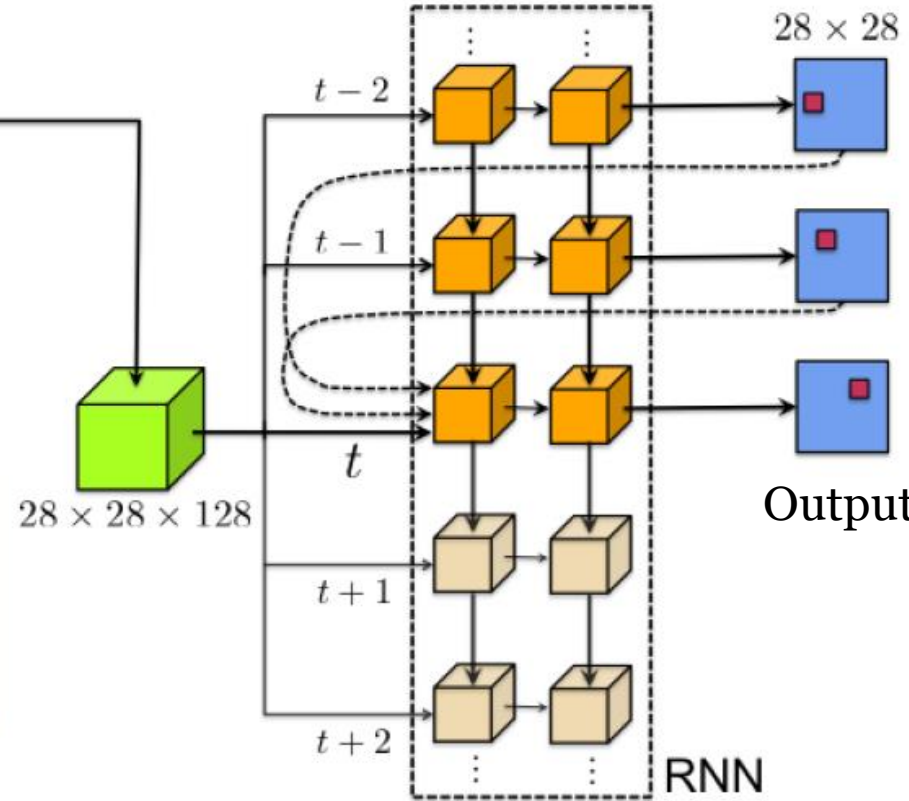 28 × 28
t − 2
t − 1
t
28 × 28 × 128
Output
t + 1
t + 2
RNN